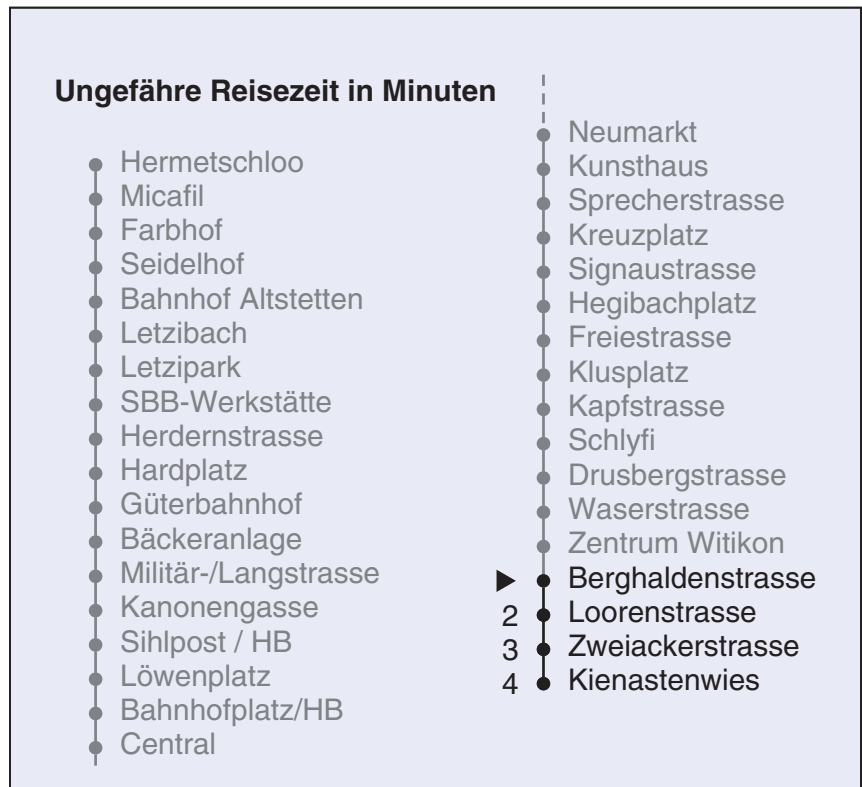 Ungefähre Reisezeit in Minuten
Hermetschloo
Micafil
Farbhof
Seidelhof
Bahnhof Altstetten
Letzibach
Letzipark
SBB-Werkstätte
Herdernstrasse
Hardplatz
Güterbahnhof
Bäckeranlage
Militär-/Langstrasse
Kanonengasse
Sihlpost / HB
Löwenplatz
Bahnhofplatz/HB
Central
Neumarkt
Kunsthaus
Sprecherstrasse
Kreuzplatz
Signaustrasse
Hegibachplatz
Freiestrasse
Klusplatz
Kapfstrasse
Schlyfi
Drusbergstrasse
Waserstrasse
Zentrum Witikon
Berghaldenstrasse
2 Loorenstrasse
3 Zweiackerstrasse
4 Kienastenwies